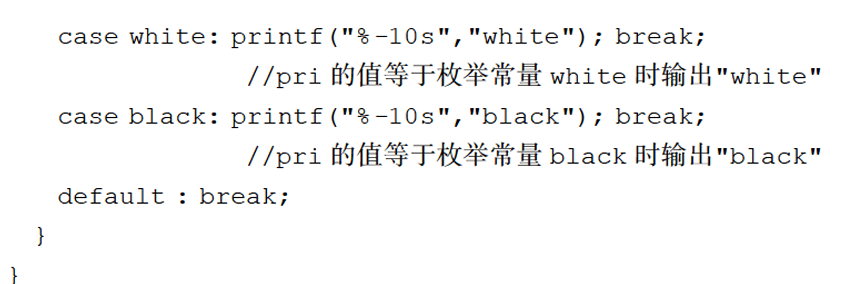 case white: printf("%-10s","white"); break;
//pri 的值等于枚举常量 white 时输出"white"
case black: printf("%-10s","black"); break;
//pri 的值等于枚举常量 black 时输出"black"
default : break;
}
}